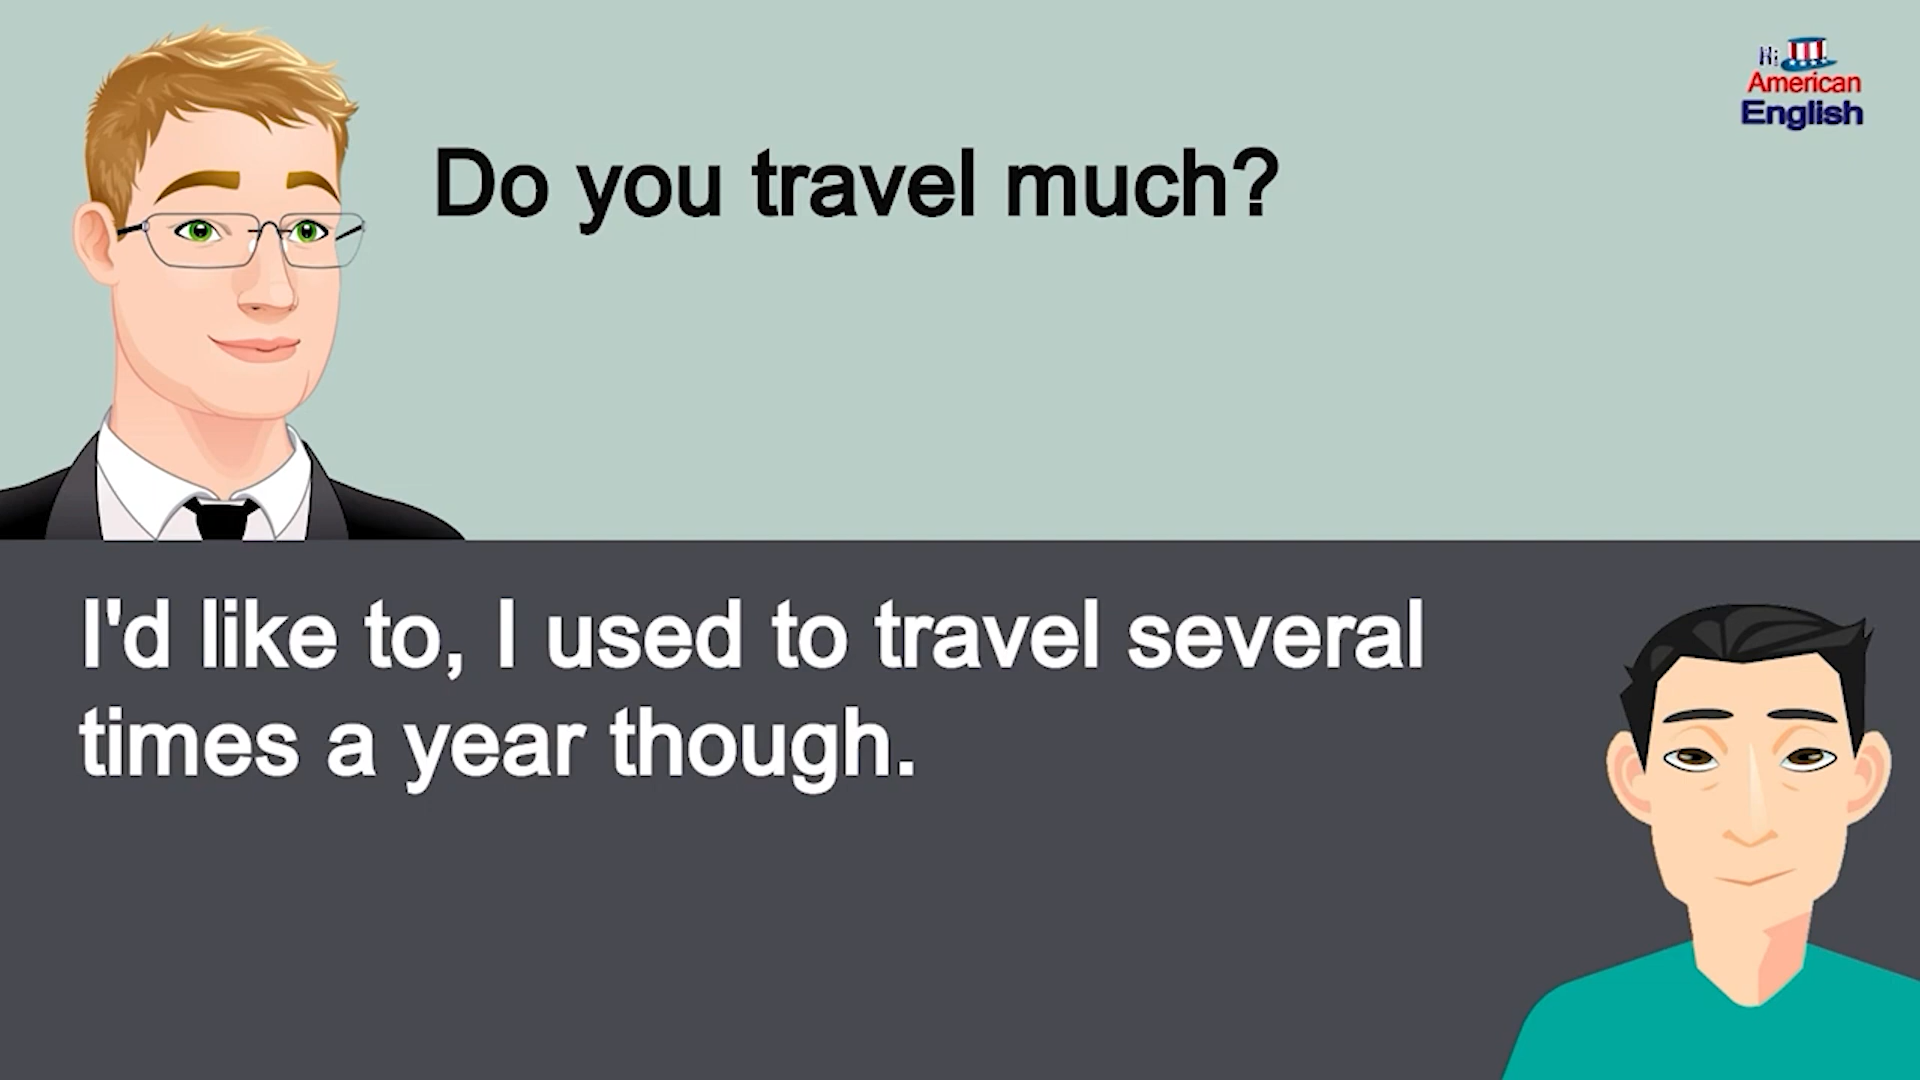 Hi
American
English
Do you travel much?
I'd like to, I used to travel several
times a year though.